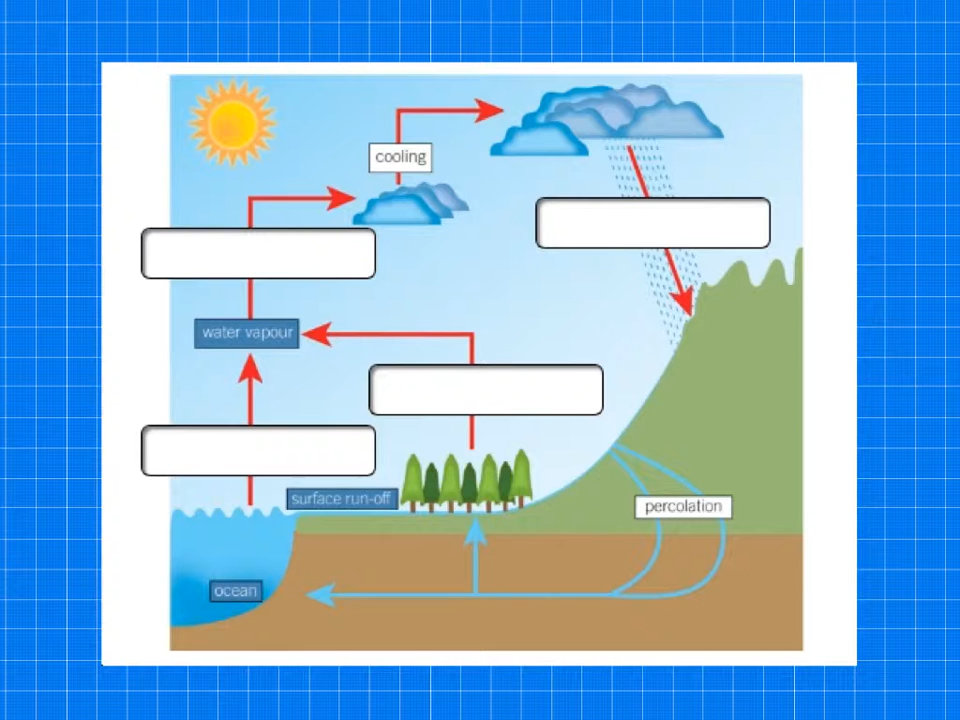 cooling
water vapour
surface run-off
percolation
ocean